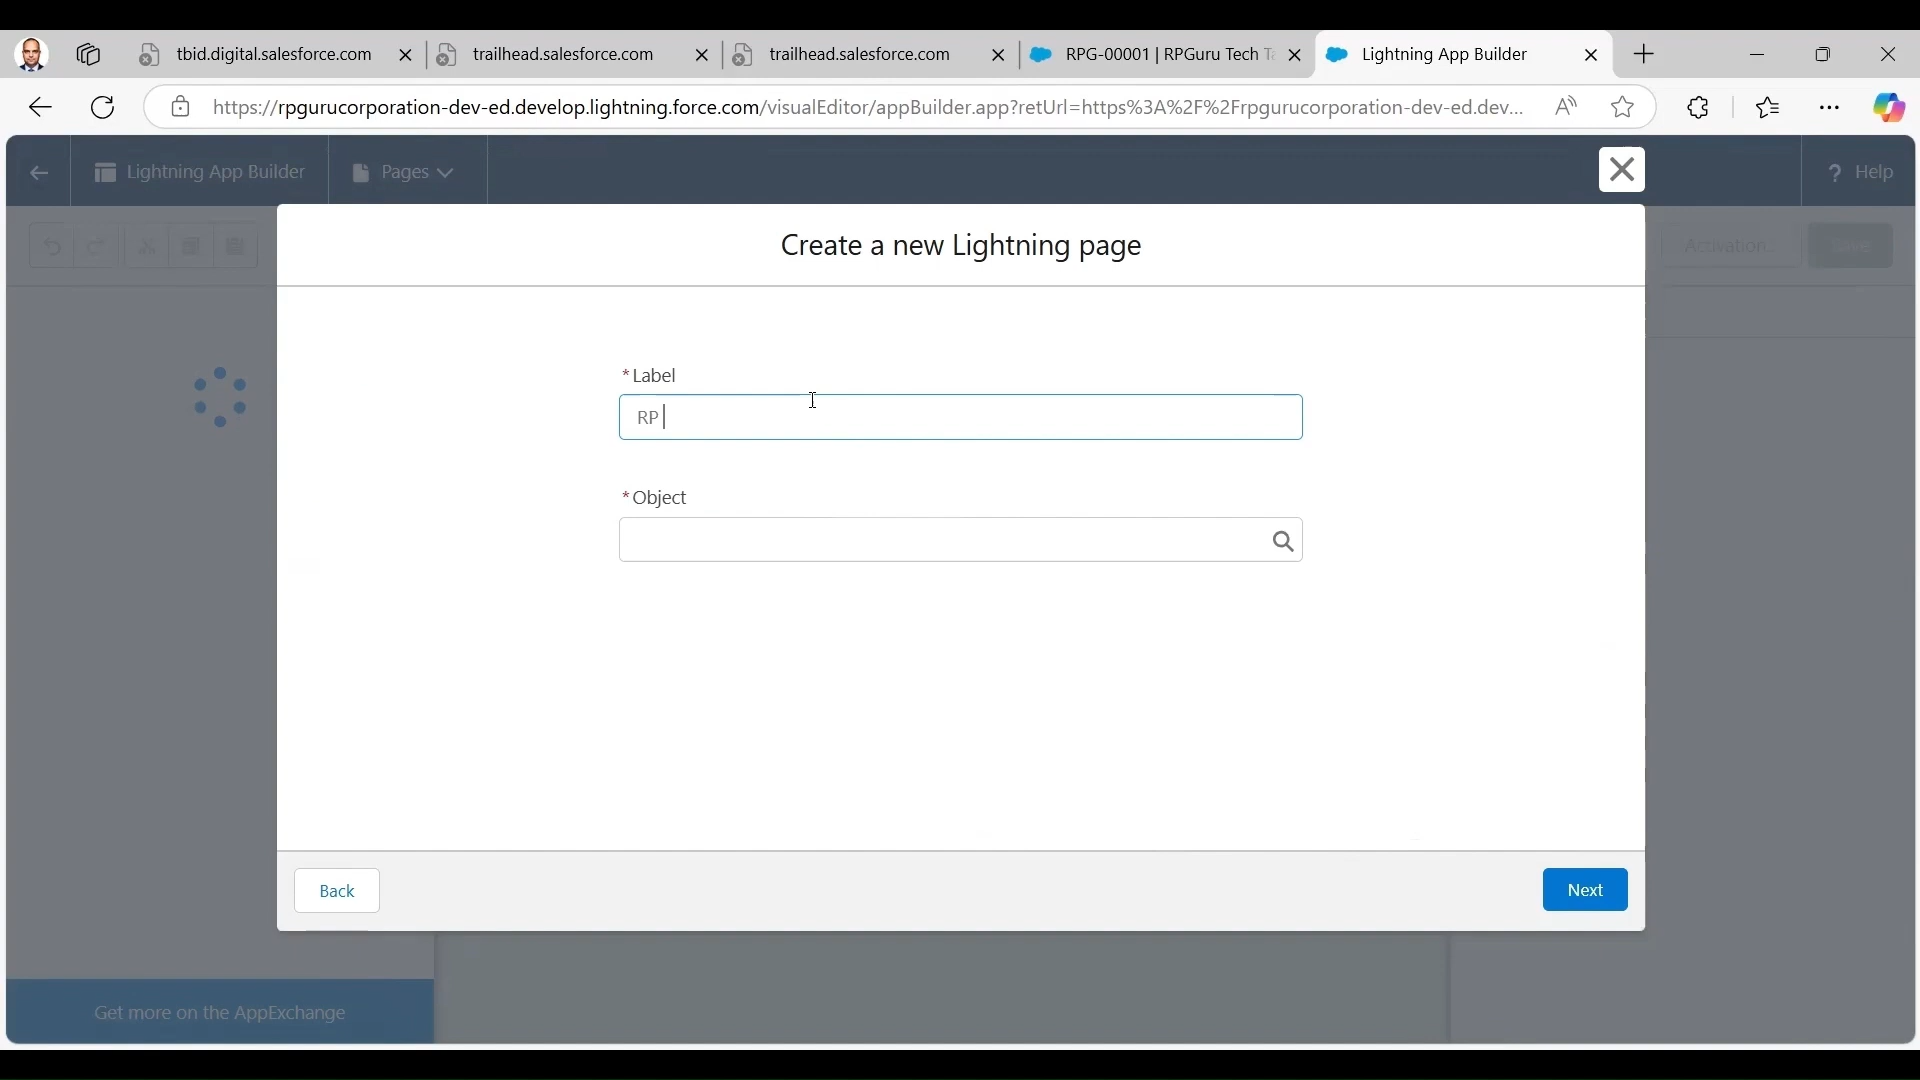 tbid.digital.salesforce.com
trailhead.salesforce.com
trailhead.salesforce.com
RPG-00001 | RPGuru Tech Ta
Lightning App Builder
https://rpgurucorporation-dev-ed.develop.lightning.force.com/visualEditor/appBuilder.app?retUrl=https%3A%2F%2Frpgurucorporation-dev-ed.dev...
Lightning App Builder
Pages
? Help
Activation...
Save
Create a new Lightning page
*Label
RP
*Object
Back
Next
Get more on the AppExchange